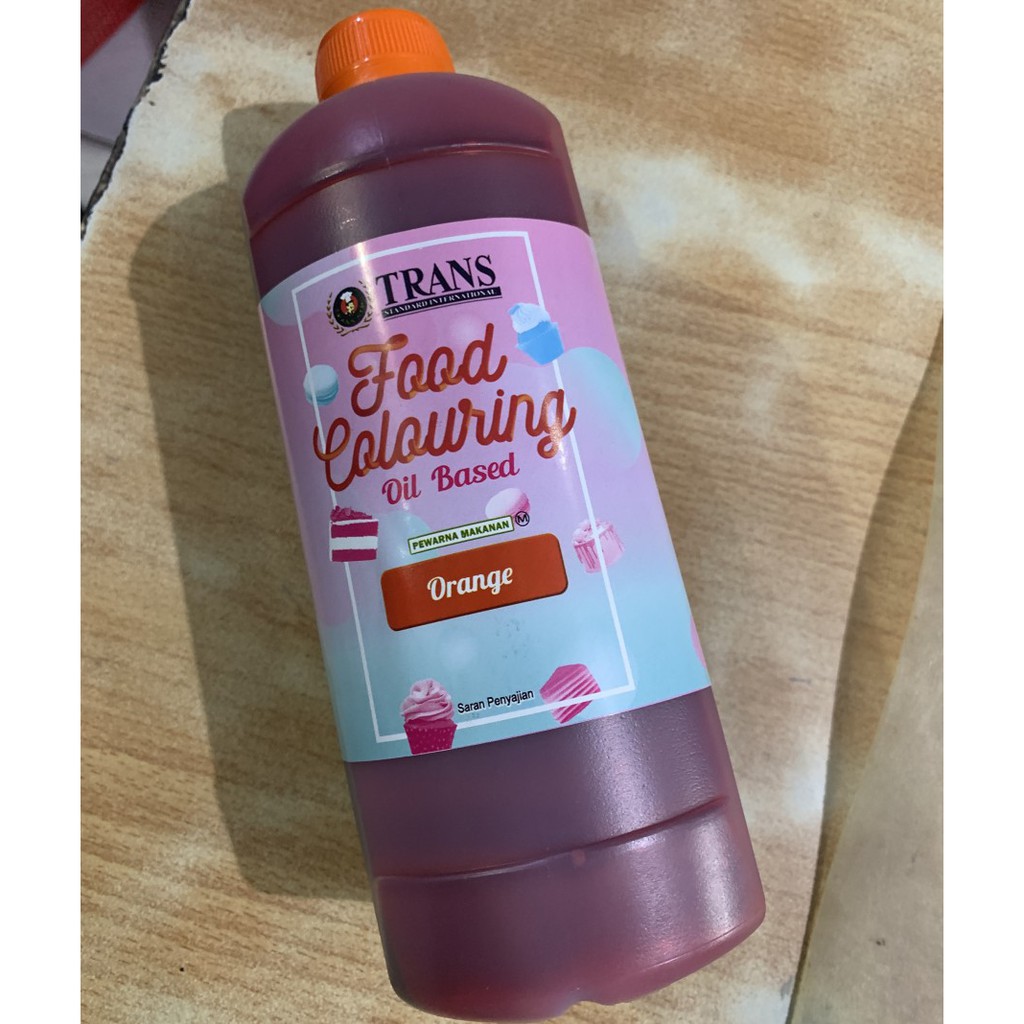 TRANS
STANDARD INTERNATIONAL
Food
Colouring
Oil Based
PEWARNA MAKANAN M
Orange
Saran Penyajian